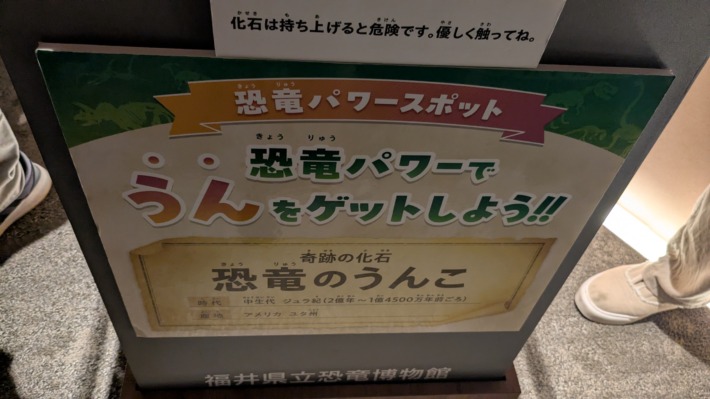 化石は持ち上げると危険です。優しく触ってね。
恐竜パワースポット
恐竜パワーで
うんをゲットしよう!!
奇跡の化石
恐竜のうんこ
時代 中生代 ジュラ紀(2億年～1億4500万年前ごろ)
産地 アメリカ ユタ州
福井県立恐竜博物館